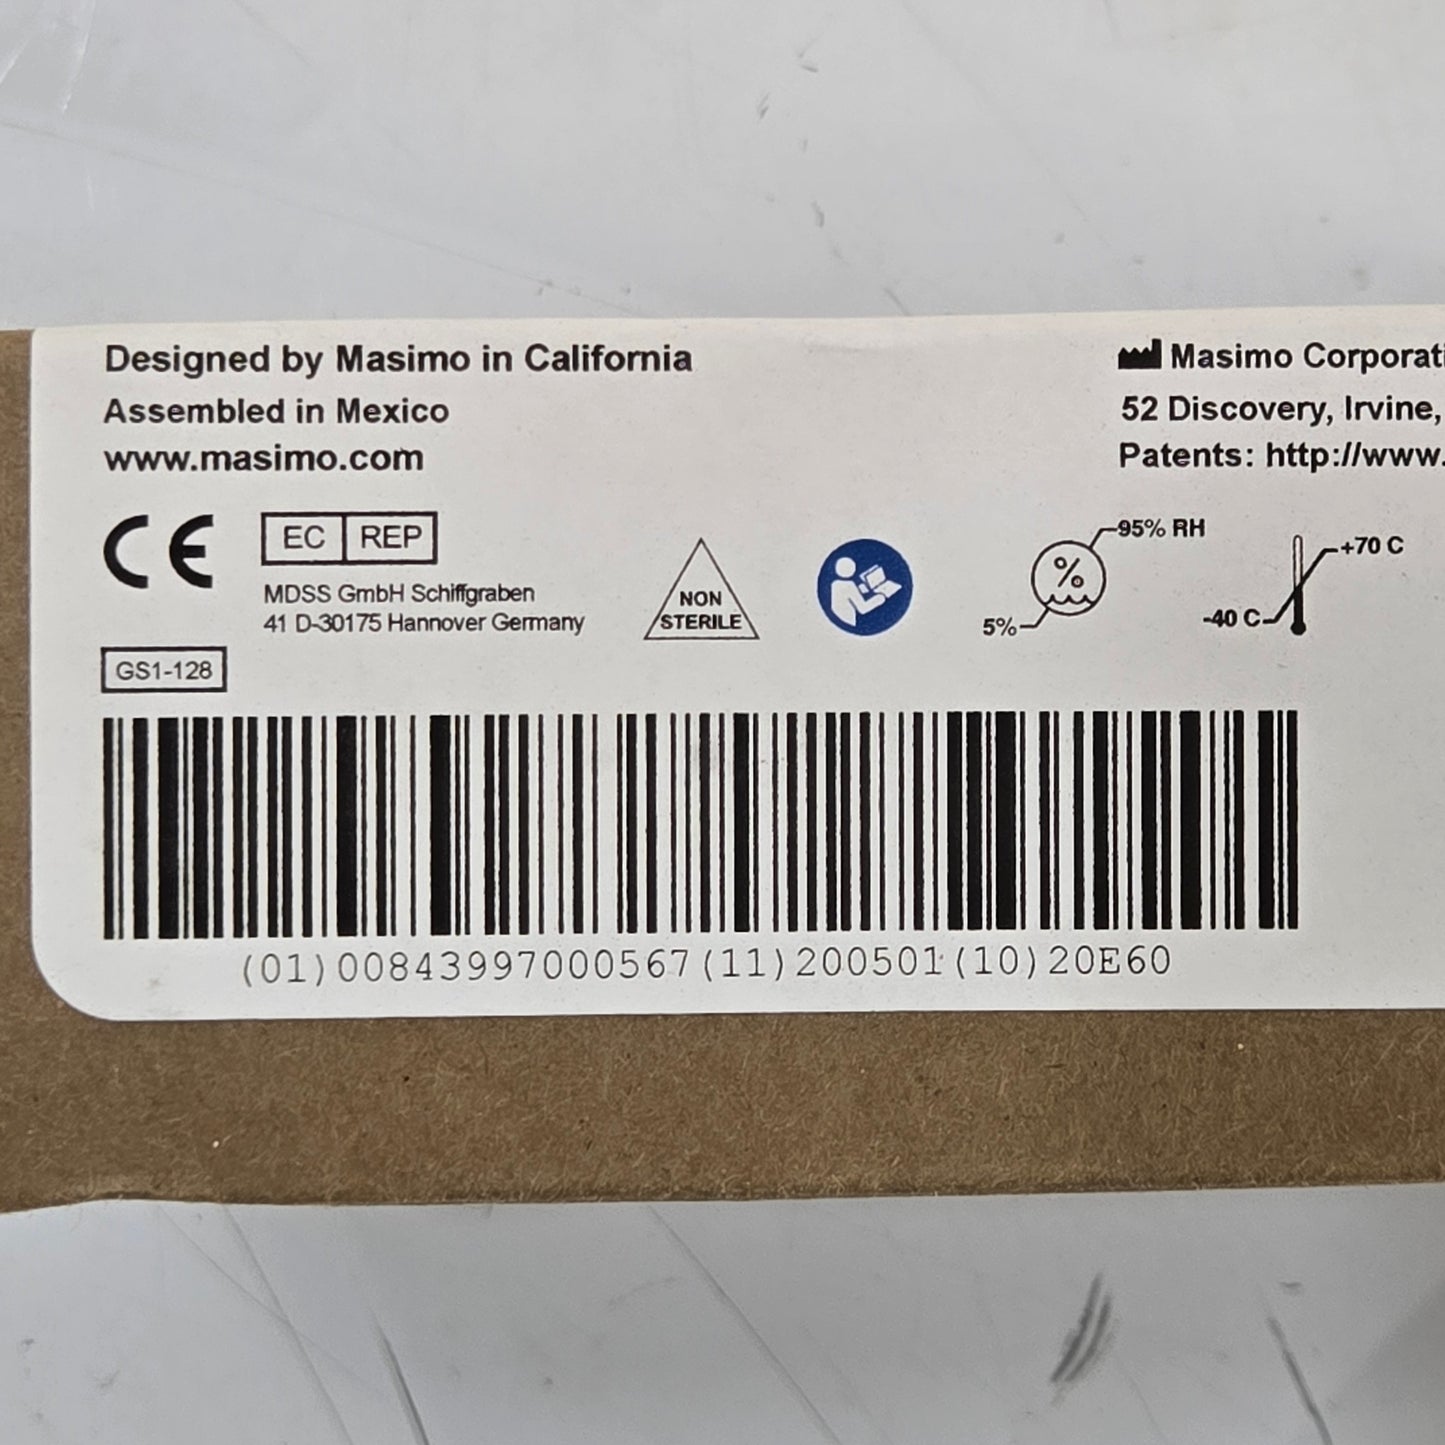 Designed by Masimo in California
Assembled in Mexico
www.masimo.com
Masimo Corporati
52 Discovery, Irvine,
Patents: http://www.
CE
EC REP
MDSS GmbH Schiffgraben
41 D-30175 Hannover Germany
NON
STERILE
%
95% RH
5%
+70 C
-40 C
GS1-128
(01)00843997000567(11)200501(10)20E60